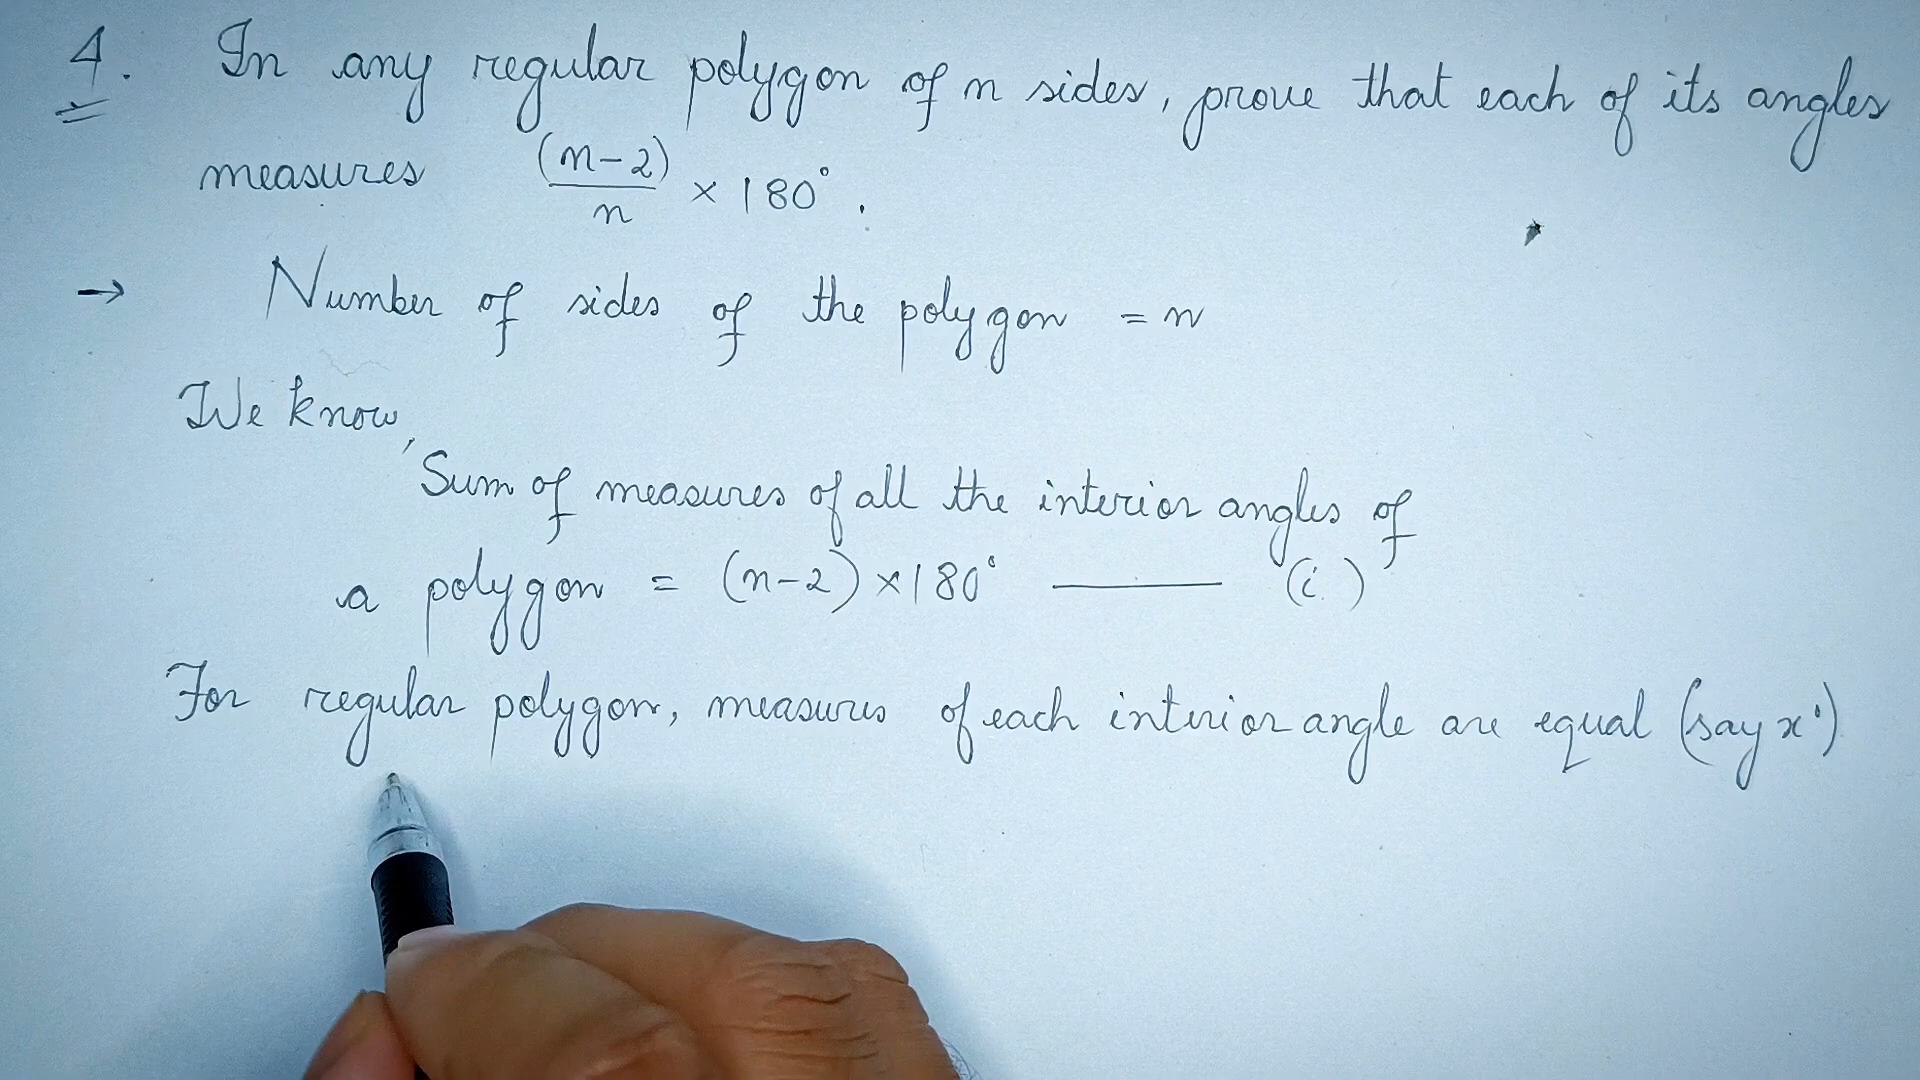 4. In any regular polygon of n sides, prove that each of its angles
measures (n-2)/n × 180°.
→ Number of sides of the polygon = n
We know,
Sum of measures of all the interior angles of
a polygon = (n-2) × 180° ——— (i)
For regular polygon, measures of each interior angle are equal (say x°)